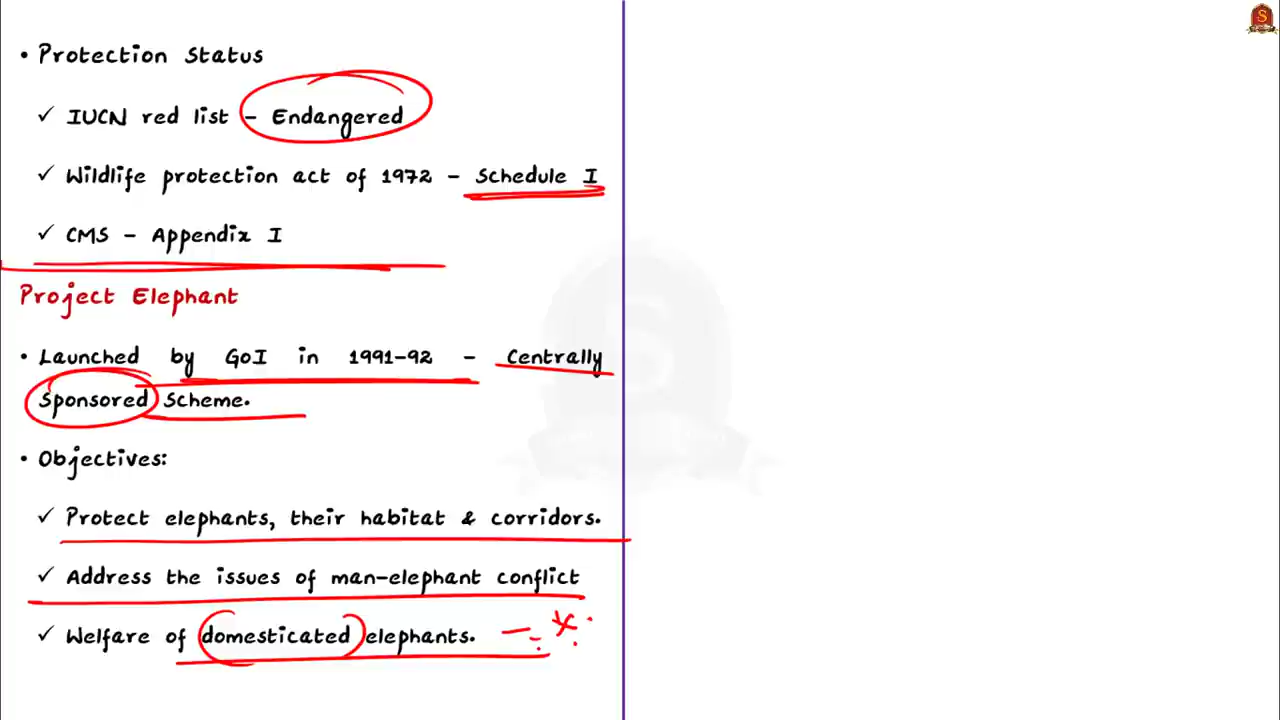 • Protection Status
✓ IUCN red list - Endangered
✓ Wildlife protection act of 1972 - Schedule I
✓ CMS - Appendix I
Project Elephant
• Launched by GoI in 1991-92 - Centrally
Sponsored Scheme.
• Objectives:
✓ Protect elephants, their habitat & corridors.
✓ Address the issues of man-elephant conflict
✓ Welfare of domesticated elephants.
S